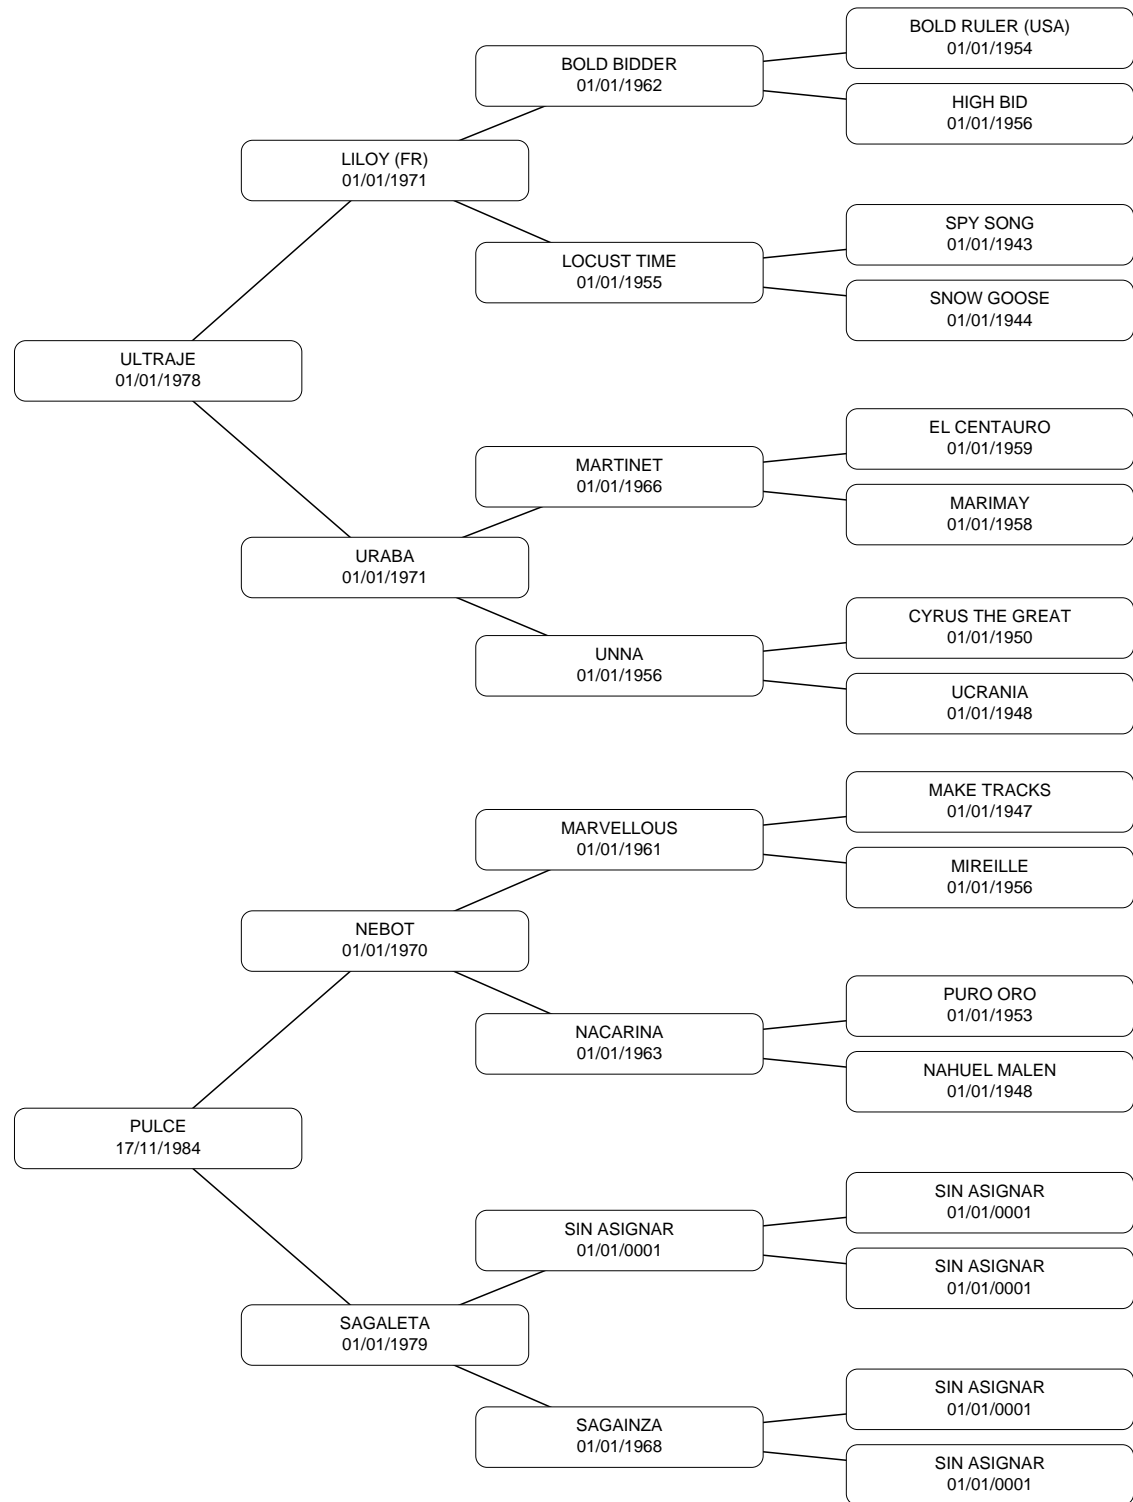 BOLD RULER (USA)
01/01/1954
BOLD BIDDER
01/01/1962
HIGH BID
01/01/1956
LILOY (FR)
01/01/1971
SPY SONG
01/01/1943
LOCUST TIME
01/01/1955
SNOW GOOSE
01/01/1944
ULTRAJE
01/01/1978
EL CENTAURO
01/01/1959
MARTINET
01/01/1966
MARIMAY
01/01/1958
URABA
01/01/1971
CYRUS THE GREAT
01/01/1950
UNNA
01/01/1956
UCRANIA
01/01/1948
MAKE TRACKS
01/01/1947
MARVELLOUS
01/01/1961
MIREILLE
01/01/1956
NEBOT
01/01/1970
PURO ORO
01/01/1953
NACARINA
01/01/1963
NAHUEL MALEN
01/01/1948
PULCE
17/11/1984
SIN ASIGNAR
01/01/0001
SIN ASIGNAR
01/01/0001
SIN ASIGNAR
01/01/0001
SAGALETA
01/01/1979
SIN ASIGNAR
01/01/0001
SAGAINZA
01/01/1968
SIN ASIGNAR
01/01/0001